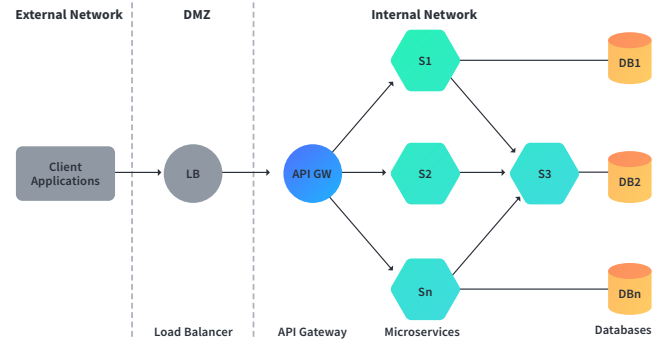 External Network
DMZ
Internal Network
S1
DB1
Client
Applications
LB
API GW
S2
S3
DB2
Sn
DBn
Load Balancer
API Gateway
Microservices
Databases